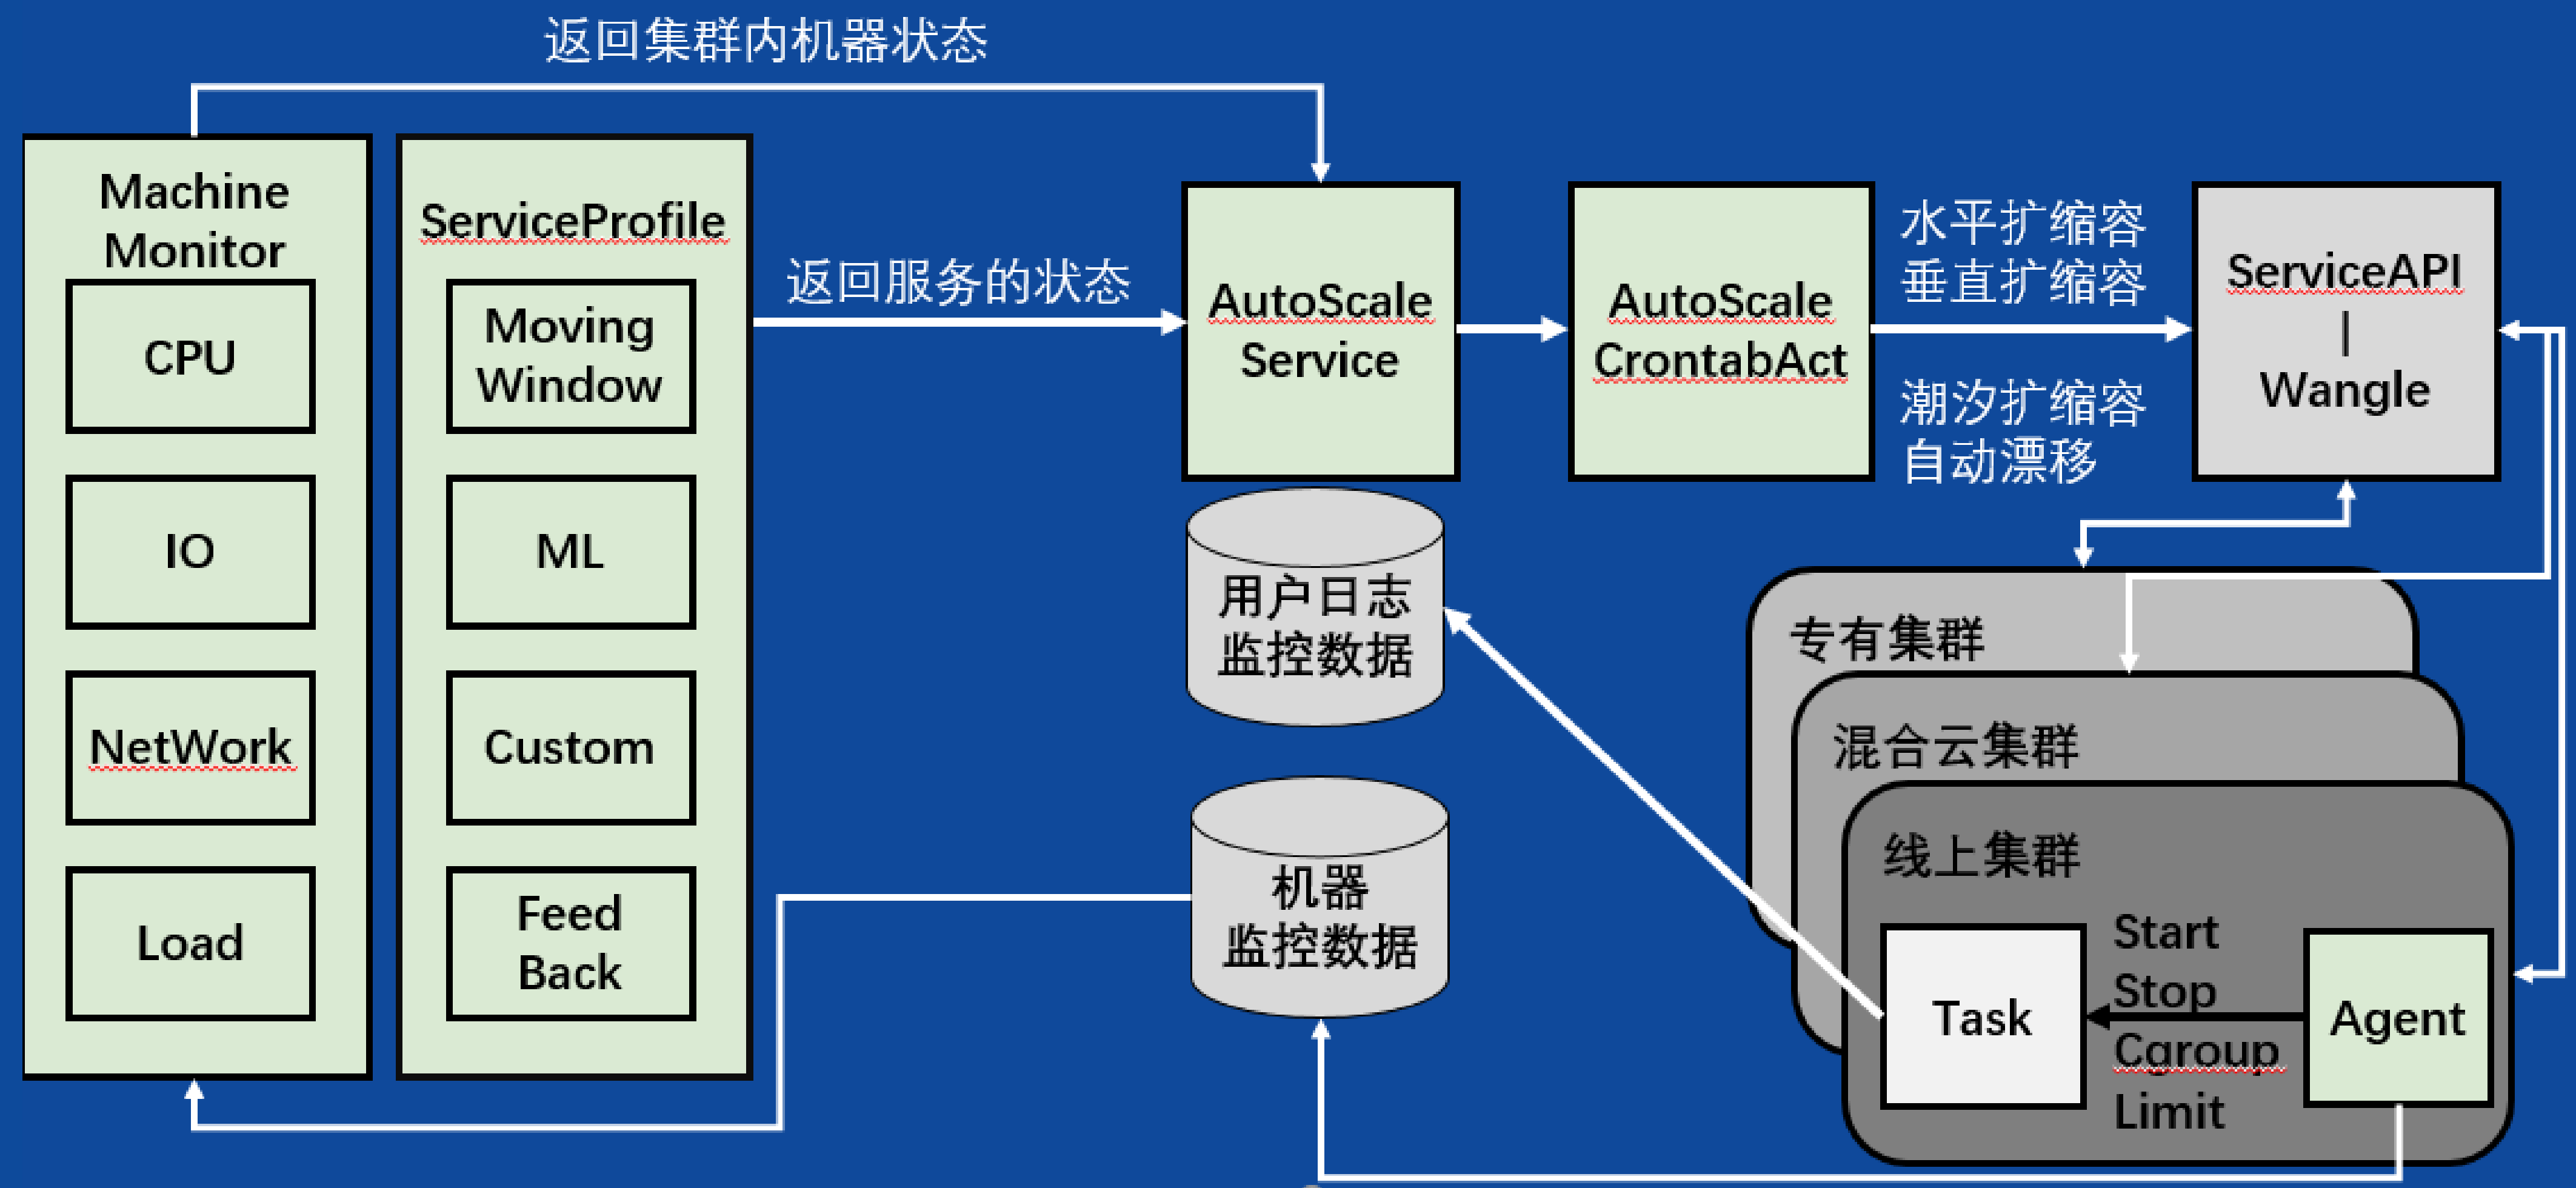 返回集群内机器状态
Machine
Monitor
CPU
IO
NetWork
Load
ServiceProfile
Moving
Window
ML
Custom
Feed
Back
返回服务的状态
AutoScale
Service
AutoScale
CrontabAct
水平扩缩容
垂直扩缩容
潮汐扩缩容
自动漂移
ServiceAPI
|
Wangle
用户日志
监控数据
机器
监控数据
专有集群
混合云集群
线上集群
Task
Start
Stop
Cgroup
Limit
Agent